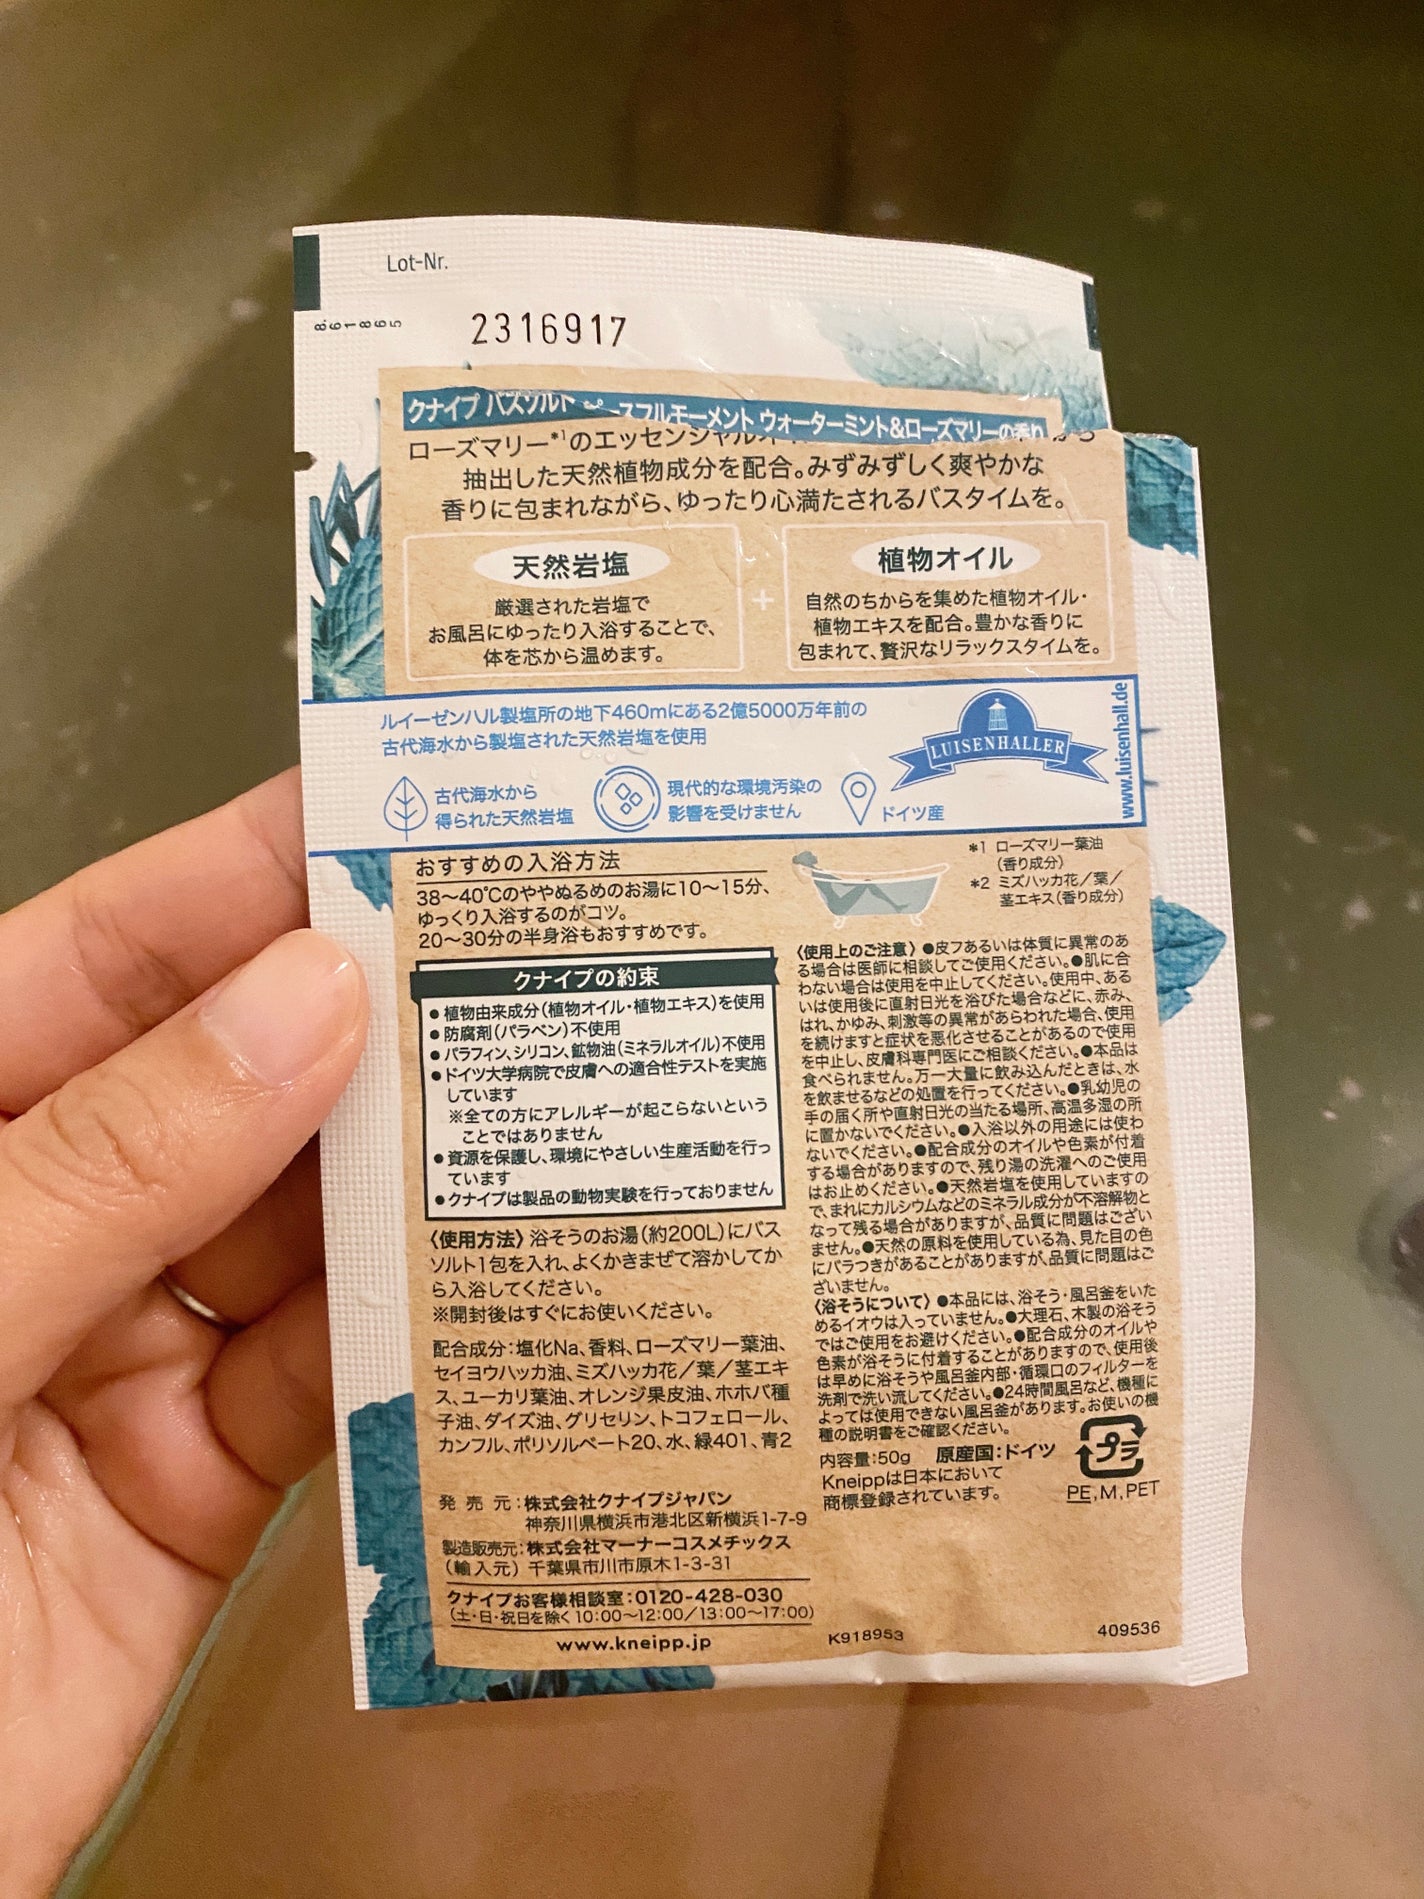 Lot-Nr.
2316917
8.61865
クナイプ バスソルト ピースフルモーメント ウォーターミント&ローズマリーの香り
ローズマリー*¹のエッセンシャル
抽出した天然植物成分を配合。みずみずしく爽やかな
香りに包まれながら、ゆったり心満たされるバスタイムを。
天然岩塩
厳選された岩塩で
お風呂にゆったり入浴することで、
体を芯から温めます。
+
植物オイル
自然のちからを集めた植物オイル・
植物エキスを配合。豊かな香りに
包まれて、贅沢なリラックスタイムを。
ルイーゼンハル製塩所の地下460mにある2億5000万年前の
古代海水から製塩された天然岩塩を使用
古代海水から
得られた天然岩塩
現代的な環境汚染の
影響を受けません
ドイツ産
LUISENHALLER
www.luisenhall.de
おすすめの入浴方法
38〜40℃のややぬるめのお湯に10〜15分、
ゆっくり入浴するのがコツ。
20〜30分の半身浴もおすすめです。
*1 ローズマリー葉油
(香り成分)
*2 ミズハッカ花/葉/
茎エキス(香り成分)
クナイプの約束
●植物由来成分(植物オイル・植物エキス)を使用
●防腐剤(パラベン)不使用
●パラフィン、シリコン、鉱物油(ミネラルオイル)不使用
●ドイツ大学病院で皮膚への適合性テストを実施
しています
※全ての方にアレルギーが起こらないという
ことではありません
●資源を保護し、環境にやさしい生産活動を行っ
ています
●クナイプは製品の動物実験を行っておりません
〈使用方法〉浴そうのお湯(約200L)にバス
ソルト1包を入れ、よくかきまぜて溶かしてか
ら入浴してください。
※開封後はすぐにお使いください。
配合成分:塩化Na、香料、ローズマリー葉油、
セイヨウハッカ油、ミズハッカ花/葉/茎エキ
ス、ユーカリ葉油、オレンジ果皮油、ホホバ種
子油、ダイズ油、グリセリン、トコフェロール、
カンフル、ポリソルベート20、水、緑401、青2
発売元:株式会社クナイプジャパン
神奈川県横浜市港北区新横浜1-7-9
製造販売元:株式会社マーナーコスメチックス
(輸入元) 千葉県市川市原木1-3-31
クナイプお客様相談室:0120-428-030
(土・日・祝日を除く10:00〜12:00/13:00〜17:00)
www.kneipp.jp
〈使用上のご注意〉●皮フあるいは体質に異常のあ
る場合は医師に相談してご使用ください。●肌に合
わない場合は使用を中止してください。使用中、ある
いは使用後に直射日光を浴びた場合などに、赤み、
はれ、かゆみ、刺激等の異常があらわれた場合、使用
を続けますと症状を悪化させることがあるので使用
を中止し、皮膚科専門医にご相談ください。●本品は
食べられません。万一大量に飲み込んだときは、水
を飲ませるなどの処置を行ってください。●乳幼児の
手の届く所や直射日光の当たる場所、高温多湿の所
に置かないでください。●入浴以外の用途には使わ
ないでください。●配合成分のオイルや色素が付着
する場合がありますので、残り湯の洗濯へのご使用
はお止めください。●天然岩塩を使用していますの
で、まれにカルシウムなどのミネラル成分が不溶解物と
なって残る場合がありますが、品質に問題はござい
ません。●天然の原料を使用している為、見た目の色
にバラつきがあることがありますが、品質に問題はご
ざいません。
〈浴そうについて〉●本品には、浴そう・風呂釜をいた
めるイオウは入っていません。●大理石、木製の浴そう
ではご使用をお避けください。●配合成分のオイルや
色素が浴そうに付着することがありますので、使用後
は早めに浴そうや風呂釜内部・循環口のフィルターを
洗剤で洗い流してください。●24時間風呂など、機種に
よっては使用できない風呂釜があります。お使いの機
種の説明書をご確認ください。
内容量:50g 原産国:ドイツ
Kneippは日本において
商標登録されています。
プラ
PE,M,PET
K918953
409536